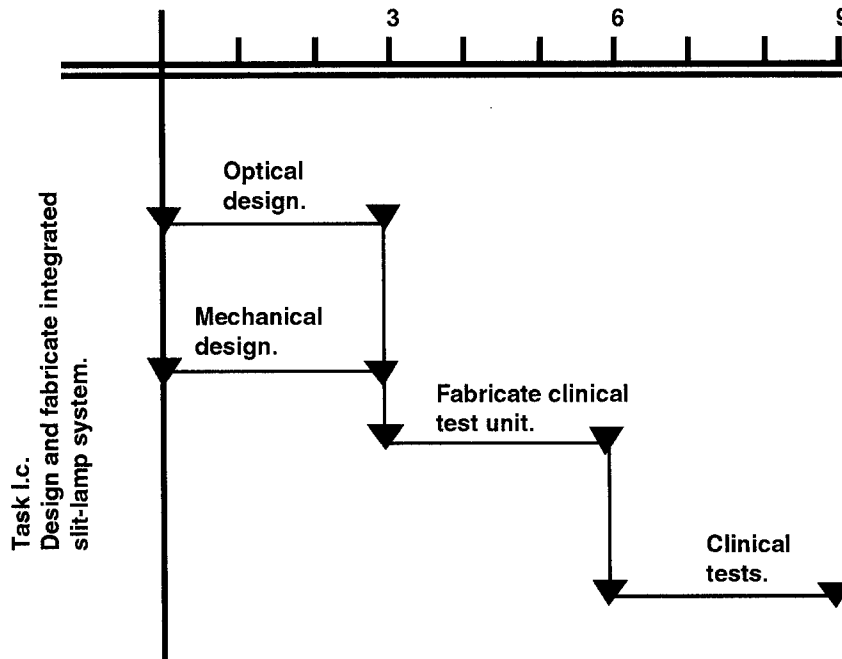 3 6 9
Optical
design.
Mechanical
design.
Fabricate clinical
test unit.
Clinical
tests.
Task I.c.
Design and fabricate integrated
slit-lamp system.